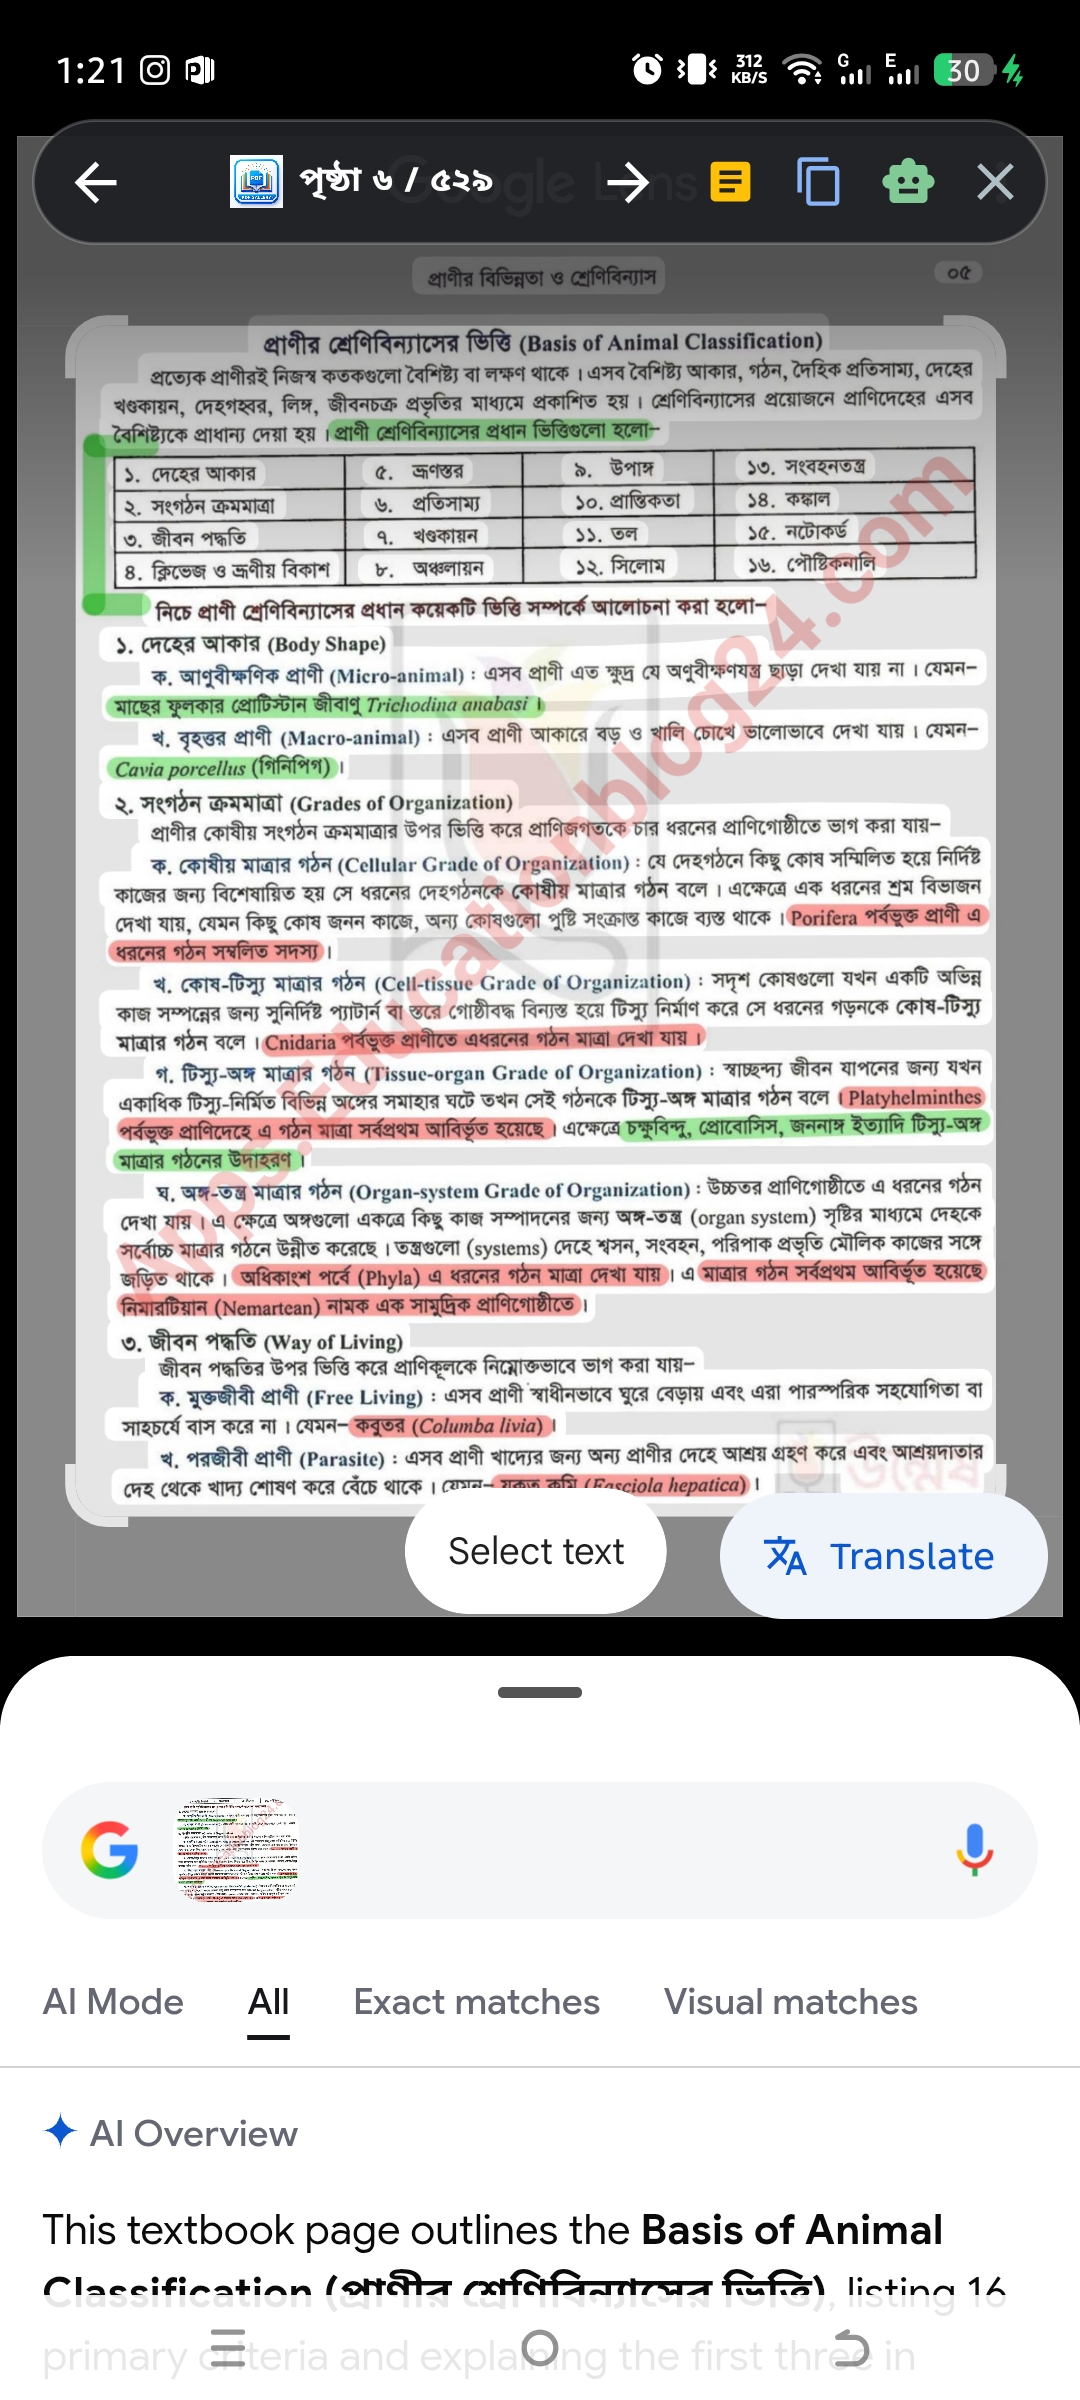 1:21
312 KB/S
G
E
30
পৃষ্ঠা ৬ / ৫২৯
Google Lens
প্রাণীর বিভিন্নতা ও শ্রেণিবিন্যাস
০৫
প্রাণীর শ্রেণিবিন্যাসের ভিত্তি (Basis of Animal Classification)
প্রত্যেক প্রাণীরই নিজস্ব কতকগুলো বৈশিষ্ট্য বা লক্ষণ থাকে। এসব বৈশিষ্ট্য আকার, গঠন, দৈহিক প্রতিসাম্য, দেহের
খণ্ডকায়ন, দেহগহ্বর, লিঙ্গ, জীবনচক্র প্রভৃতির মাধ্যমে প্রকাশিত হয়। শ্রেণিবিন্যাসের প্রয়োজনে প্রাণিদেহের এসব
বৈশিষ্ট্যকে প্রাধান্য দেয়া হয়। প্রাণী শ্রেণিবিন্যাসের প্রধান ভিত্তিগুলো হলো–
১. দেহের আকার ৫. ভ্রূণস্তর ৯. উপাঙ্গ ১৩. সংবহনতন্ত্র
২. সংগঠন ক্রমমাত্রা ৬. প্রতিসাম্য ১০. প্রান্তিকতা ১৪. কঙ্কাল
৩. জীবন পদ্ধতি ৭. খণ্ডকায়ন ১১. তল ১৫. নটোকর্ড
৪. ক্লিভেজ ও ভ্রূণীয় বিকাশ ৮. অঞ্চলায়ন ১২. সিলোম ১৬. পৌষ্টিকনালি
নিচে প্রাণী শ্রেণিবিন্যাসের প্রধান কয়েকটি ভিত্তি সম্পর্কে আলোচনা করা হলো–
১. দেহের আকার (Body Shape)
ক. আণুবীক্ষণিক প্রাণী (Micro-animal) : এসব প্রাণী এত ক্ষুদ্র যে অণুবীক্ষণযন্ত্র ছাড়া দেখা যায় না। যেমন–
মাছের ফুলকার প্রোটিস্টান জীবাণু Trichodina anabasi ।
খ. বৃহত্তর প্রাণী (Macro-animal) : এসব প্রাণী আকারে বড় ও খালি চোখে ভালোভাবে দেখা যায়। যেমন–
Cavia porcellus (গিনিপিগ)।
২. সংগঠন ক্রমমাত্রা (Grades of Organization)
প্রাণীর কোষীয় সংগঠন ক্রমমাত্রার উপর ভিত্তি করে প্রাণিজগতকে চার ধরনের প্রাণিগোষ্ঠীতে ভাগ করা যায়–
ক. কোষীয় মাত্রার গঠন (Cellular Grade of Organization) : যে দেহগঠনে কিছু কোষ সম্মিলিত হয়ে নির্দিষ্ট
কাজের জন্য বিশেষায়িত হয় সে ধরনের দেহগঠনকে কোষীয় মাত্রার গঠন বলে। এক্ষেত্রে এক ধরনের শ্রম বিভাজন
দেখা যায়, যেমন কিছু কোষ জনন কাজে, অন্য কোষগুলো পুষ্টি সংক্রান্ত কাজে ব্যস্ত থাকে। Porifera পর্বভুক্ত প্রাণী এ
ধরনের গঠন সম্বলিত সদস্য।
খ. কোষ-টিস্যু মাত্রার গঠন (Cell-tissue Grade of Organization) : সদৃশ কোষগুলো যখন একটি অভিন্ন
কাজ সম্পন্নের জন্য সুনির্দিষ্ট প্যাটার্ন বা স্তরে গোষ্ঠীবদ্ধ বিন্যস্ত হয়ে টিস্যু নির্মাণ করে সে ধরনের গড়নকে কোষ-টিস্যু
মাত্রার গঠন বলে। Cnidaria পর্বভুক্ত প্রাণীতে এধরনের গঠন মাত্রা দেখা যায়।
গ. টিস্যু-অঙ্গ মাত্রার গঠন (Tissue-organ Grade of Organization) : স্বাচ্ছন্দ্য জীবন যাপনের জন্য যখন
একাধিক টিস্যু-নির্মিত বিভিন্ন অঙ্গের সমাহার ঘটে তখন সেই গঠনকে টিস্যু-অঙ্গ মাত্রার গঠন বলে। Platyhelminthes
পর্বভুক্ত প্রাণিদেহে এ গঠন মাত্রা সর্বপ্রথম আবির্ভূত হয়েছে। এক্ষেত্রে চক্ষুবিন্দু, প্রোবোসিস, জননাঙ্গ ইত্যাদি টিস্যু-অঙ্গ
মাত্রার গঠনের উদাহরণ।
ঘ. অঙ্গ-তন্ত্র মাত্রার গঠন (Organ-system Grade of Organization) : উচ্চতর প্রাণিগোষ্ঠীতে এ ধরনের গঠন
দেখা যায়। এ ক্ষেত্রে অঙ্গগুলো একত্রে কিছু কাজ সম্পাদনের জন্য অঙ্গ-তন্ত্র (organ system) সৃষ্টির মাধ্যমে দেহকে
সর্বোচ্চ মাত্রার গঠনে উন্নীত করেছে। তন্ত্রগুলো (systems) দেহে শ্বসন, সংবহন, পরিপাক প্রভৃতি মৌলিক কাজের সঙ্গে
জড়িত থাকে। অধিকাংশ পর্বে (Phyla) এ ধরনের গঠন মাত্রা দেখা যায়। এ মাত্রার গঠন সর্বপ্রথম আবির্ভূত হয়েছে
নিমারটিয়ান (Nemartean) নামক এক সামুদ্রিক প্রাণিগোষ্ঠীতে।
৩. জীবন পদ্ধতি (Way of Living)
জীবন পদ্ধতির উপর ভিত্তি করে প্রাণিকূলকে নিম্নোক্তভাবে ভাগ করা যায়–
ক. মুক্তজীবী প্রাণী (Free Living) : এসব প্রাণী স্বাধীনভাবে ঘুরে বেড়ায় এবং এরা পারস্পরিক সহযোগিতা বা
সাহচর্যে বাস করে না। যেমন– কবুতর (Columba livia)।
খ. পরজীবী প্রাণী (Parasite) : এসব প্রাণী খাদ্যের জন্য অন্য প্রাণীর দেহে আশ্রয় গ্রহণ করে এবং আশ্রয়দাতার
দেহ থেকে খাদ্য শোষণ করে বেঁচে থাকে। যেমন– যকৃত কৃমি (Fasciola hepatica)।
Apps.Educationblog24.com
উন্মেষ
Select text
Translate
AI Mode All Exact matches Visual matches
AI Overview
This textbook page outlines the Basis of Animal
Classification (প্রাণীর শ্রেণিবিন্যাসের ভিত্তি), listing 16
primary criteria and explaining the first three in